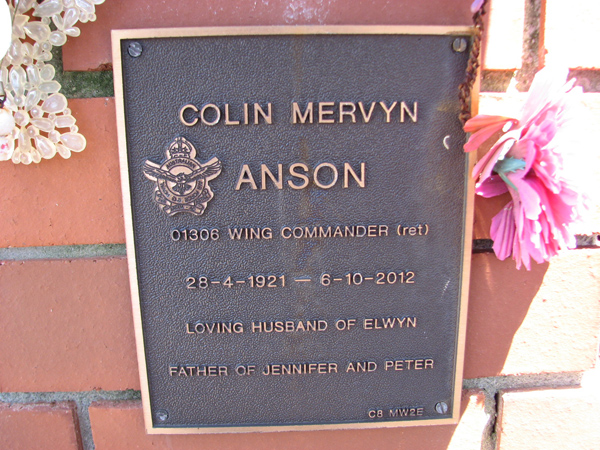 COLIN MERVYN
ANSON
01306 WING COMMANDER (ret)
28-4-1921 — 6-10-2012
LOVING HUSBAND OF ELWYN
FATHER OF JENNIFER AND PETER
C8 MW2E